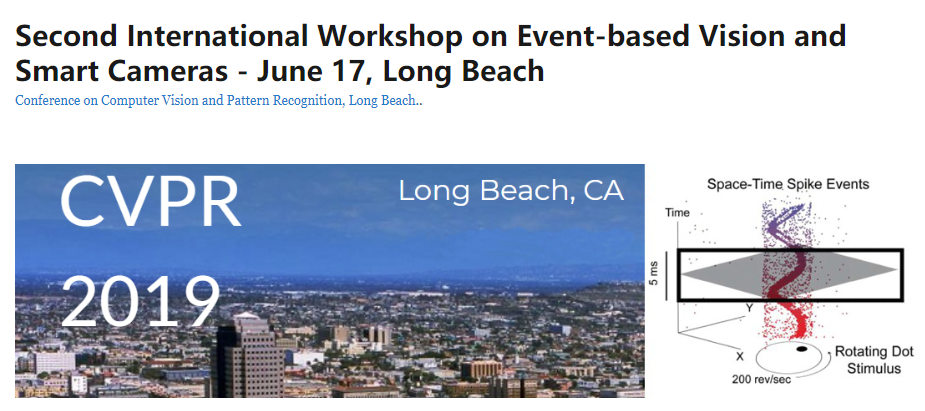 Second International Workshop on Event-based Vision and
Smart Cameras - June 17, Long Beach
Conference on Computer Vision and Pattern Recognition, Long Beach..
CVPR
2019
Long Beach, CA
Space-Time Spike Events
Time
5 ms
Y
X
Rotating Dot
Stimulus
200 rev/sec